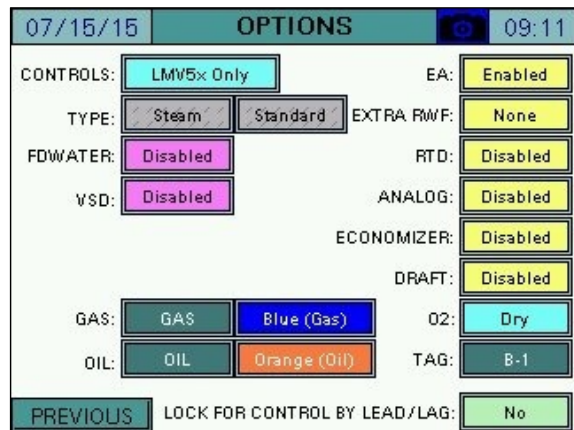 07/15/15 OPTIONS 09:11
CONTROLS: LMV5x Only EA: Enabled
TYPE: Steam Standard EXTRA RWF: None
FDWATER: Disabled RTD: Disabled
VSD: Disabled ANALOG: Disabled
ECONOMIZER: Disabled
DRAFT: Disabled
GAS: GAS Blue (Gas) O2: Dry
OIL: OIL Orange (Oil) TAG: B-1
PREVIOUS LOCK FOR CONTROL BY LEAD/LAG: No